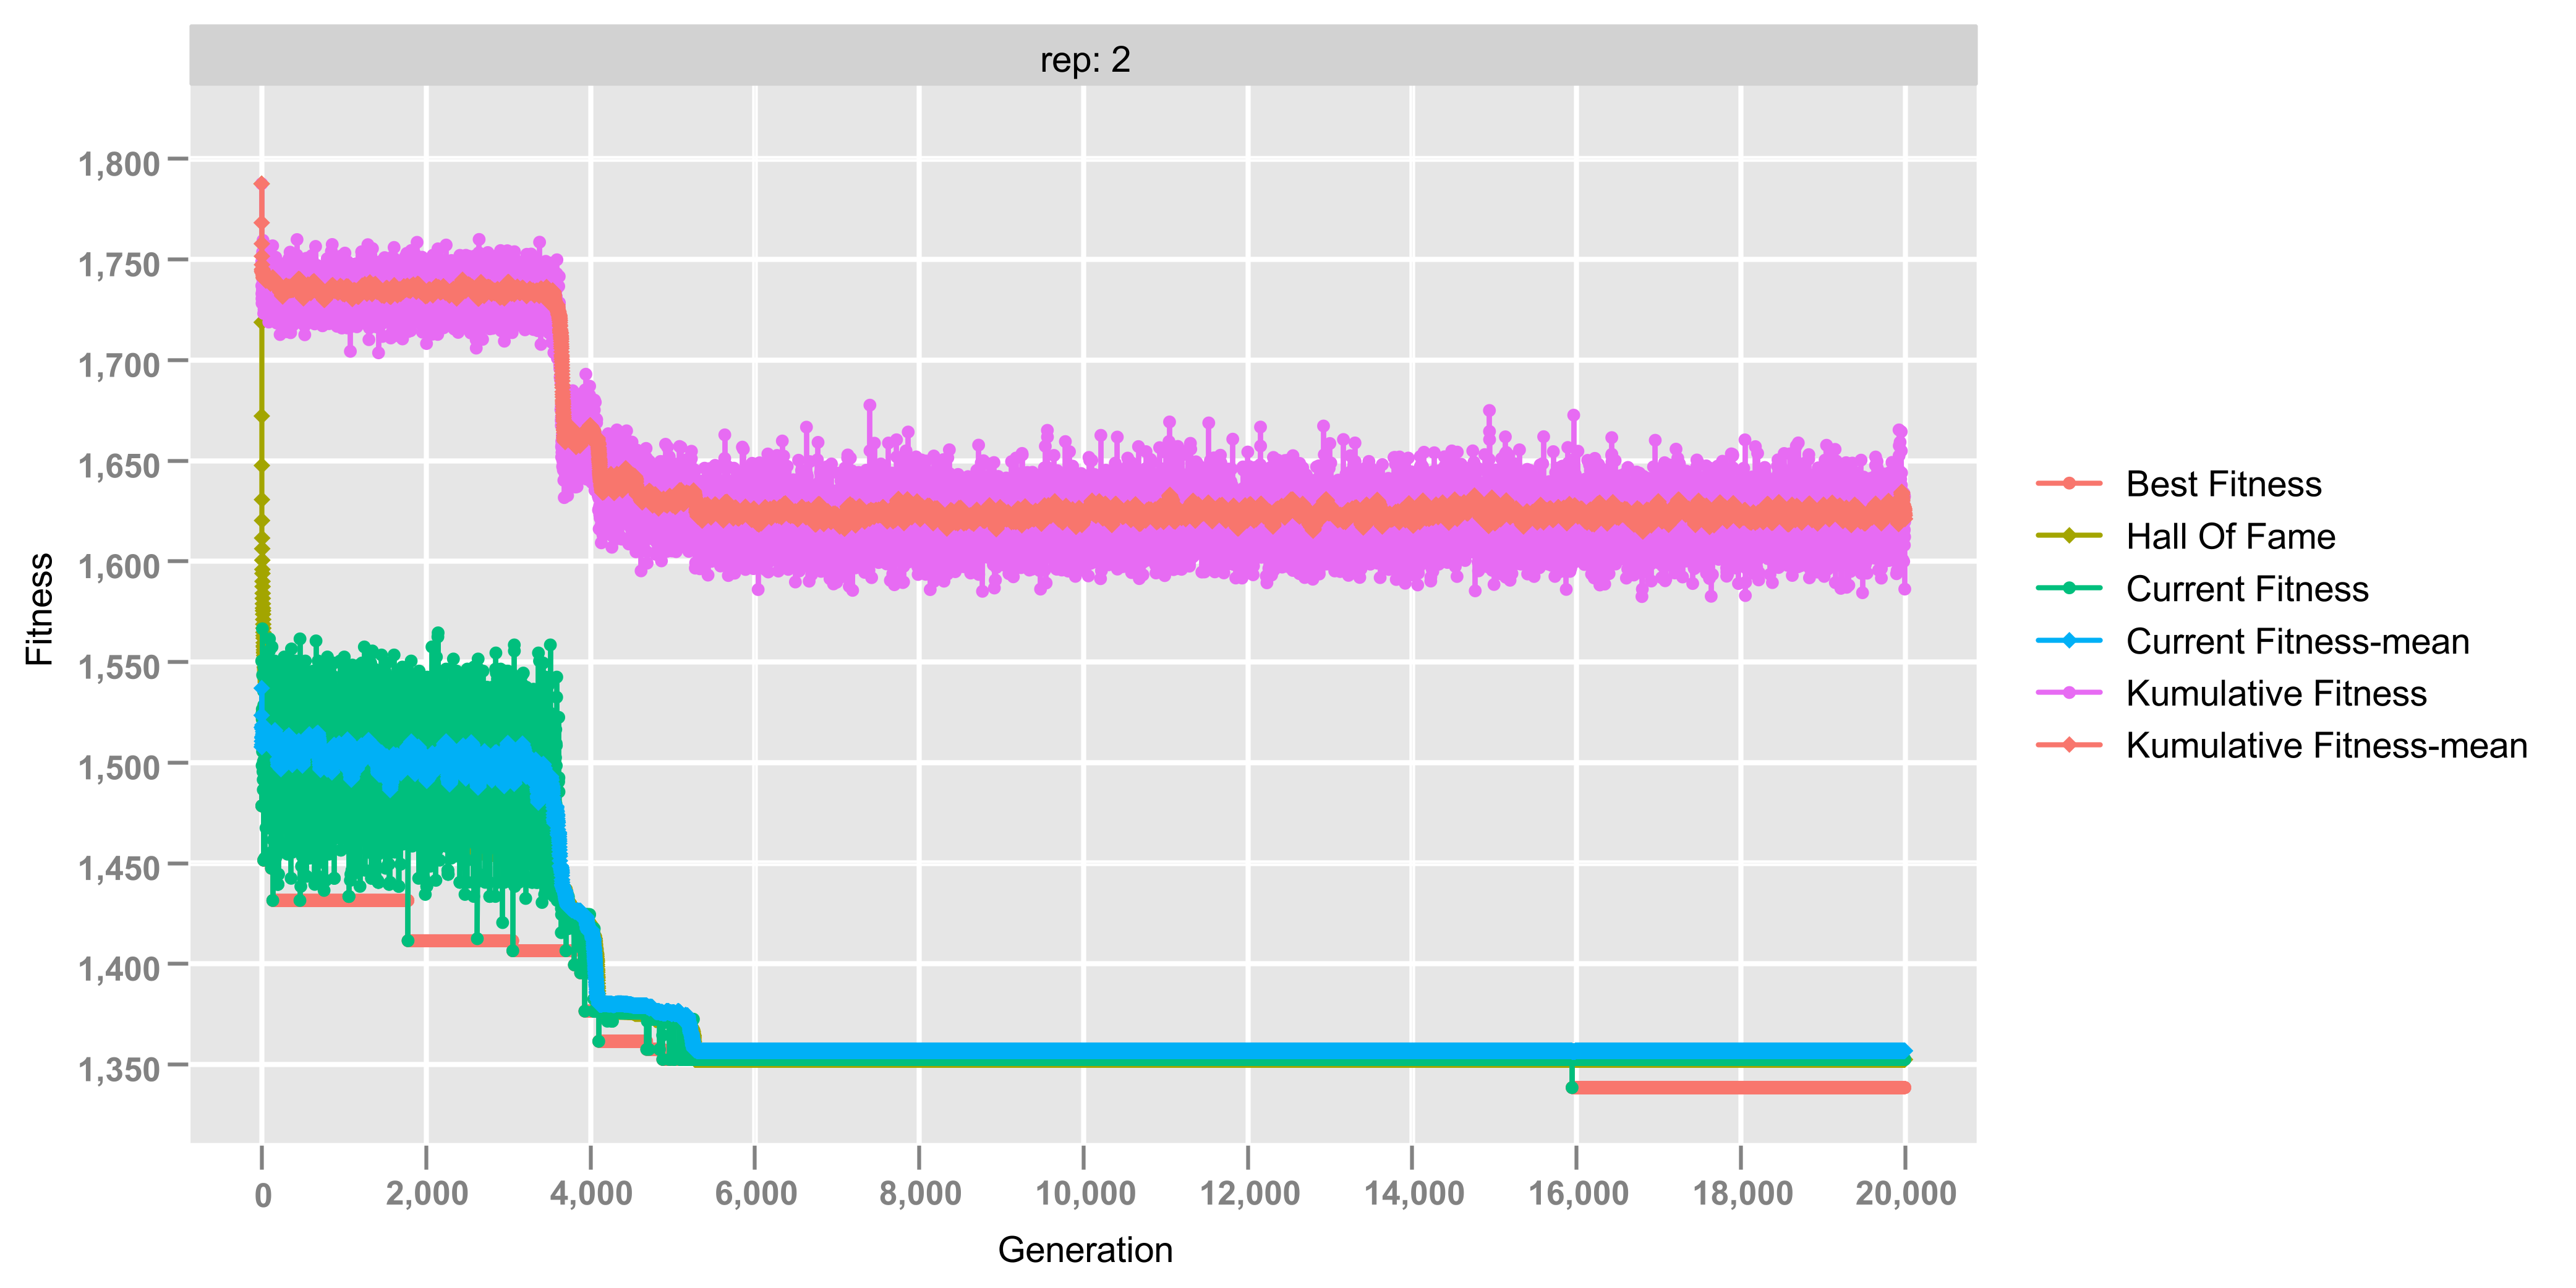 rep: 2
1,800
1,750
1,700
1,650
1,600
1,550
1,500
1,450
1,400
1,350
Fitness
0
2,000
4,000
6,000
8,000
10,000
12,000
14,000
16,000
18,000
20,000
Generation
Best Fitness
Hall Of Fame
Current Fitness
Current Fitness-mean
Kumulative Fitness
Kumulative Fitness-mean